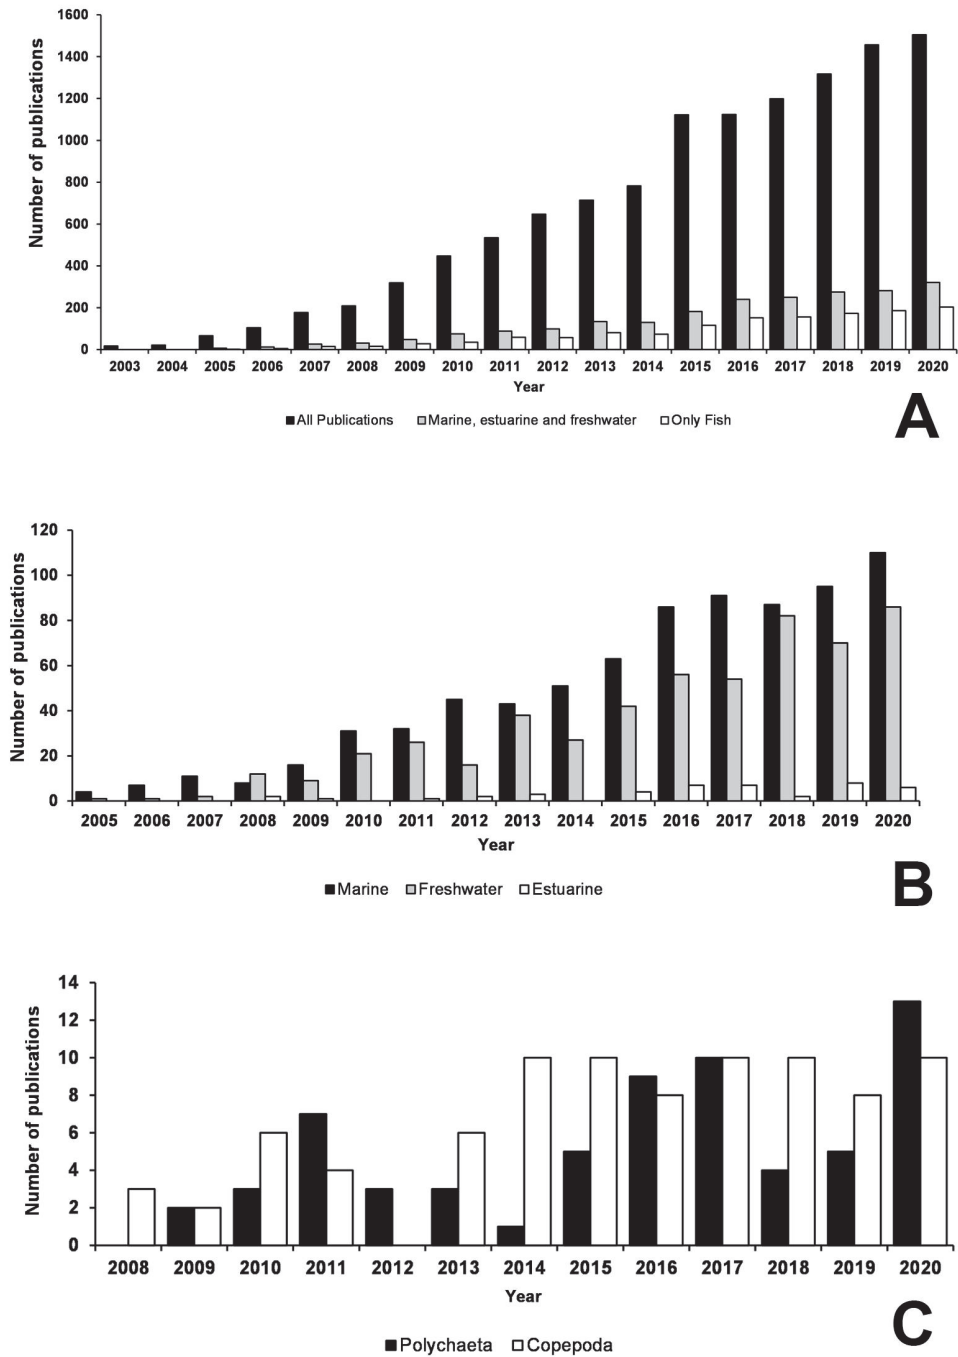 1600
1400
1200
1000
800
600
400
200
0
Number of publications
2003 2004 2005 2006 2007 2008 2009 2010 2011 2012 2013 2014 2015 2016 2017 2018 2019 2020
Year
All Publications Marine, estuarine and freshwater Only Fish
A
120
100
80
60
40
20
0
Number of publications
2005 2006 2007 2008 2009 2010 2011 2012 2013 2014 2015 2016 2017 2018 2019 2020
Year
Marine Freshwater Estuarine
B
14
12
10
8
6
4
2
0
Number of publications
2008 2009 2010 2011 2012 2013 2014 2015 2016 2017 2018 2019 2020
Year
Polychaeta Copepoda
C